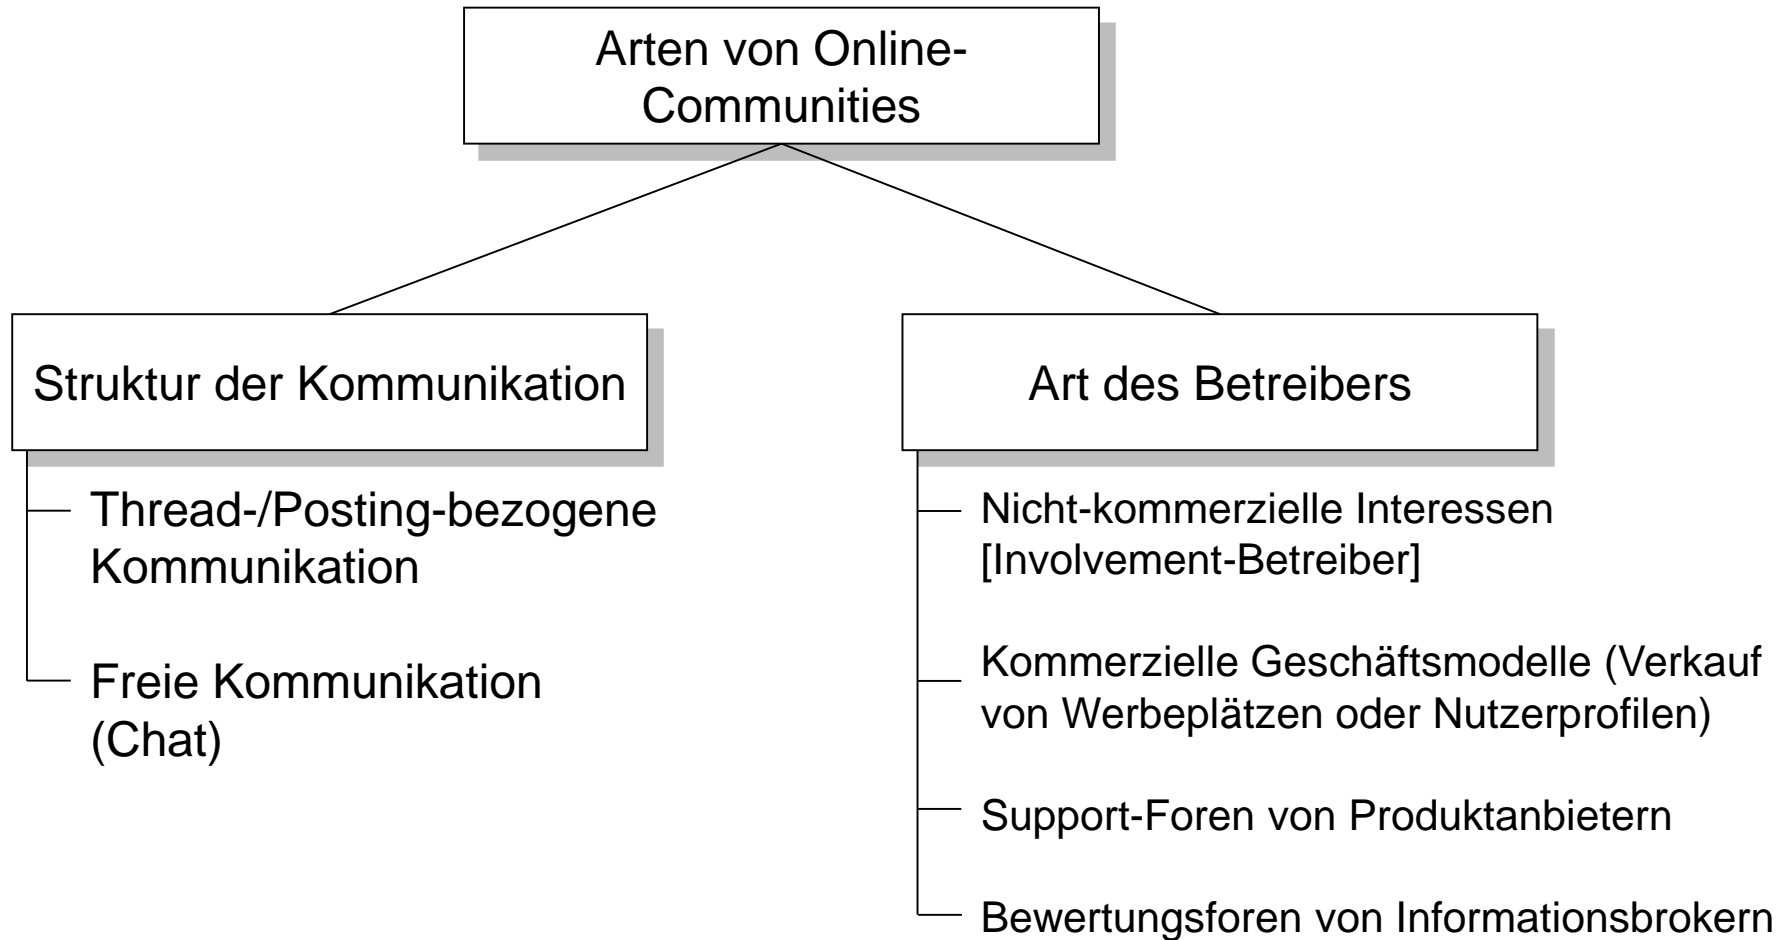 Arten von Online-
Communities
Struktur der Kommunikation
Thread-/Posting-bezogene
Kommunikation
Freie Kommunikation
(Chat)
Art des Betreibers
Nicht-kommerzielle Interessen
[Involvement-Betreiber]
Kommerzielle Geschäftsmodelle (Verkauf
von Werbeplätzen oder Nutzerprofilen)
Support-Foren von Produktanbietern
Bewertungsforen von Informationsbrokern